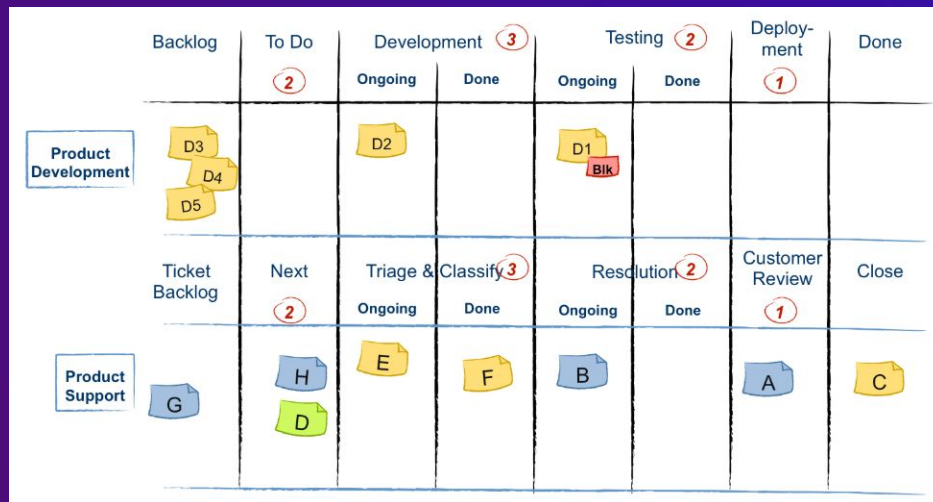 Backlog
To Do
Development 3
Testing 2
Deploy-
ment
Done
2
Ongoing
Done
Ongoing
Done
1
Product
Development
D3
D4
D5
D2
D1
Blk
Ticket
Backlog
Next
Triage & Classify 3
Resolution 2
Customer
Review
Close
2
Ongoing
Done
Ongoing
Done
1
Product
Support
G
H
D
E
F
B
A
C